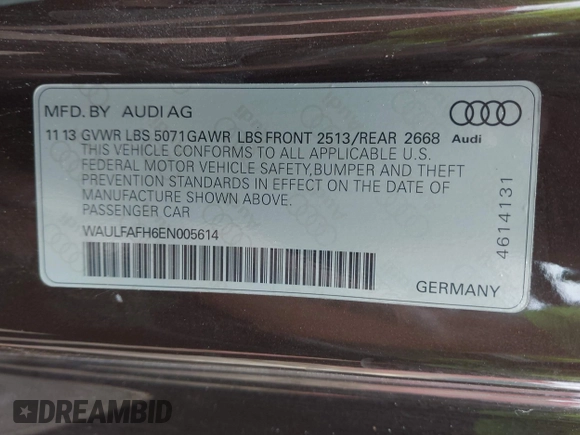 MFD. BY AUDI AG
11 13 GVWR LBS 5071 GAWR LBS FRONT 2513/REAR 2668
Audi
THIS VEHICLE CONFORMS TO ALL APPLICABLE U.S.
FEDERAL MOTOR VEHICLE SAFETY, BUMPER AND THEFT
PREVENTION STANDARDS IN EFFECT ON THE DATE OF
MANUFACTURE SHOWN ABOVE.
PASSENGER CAR
WAULFAFH6EN005614
4614131
GERMANY
DREAMBID